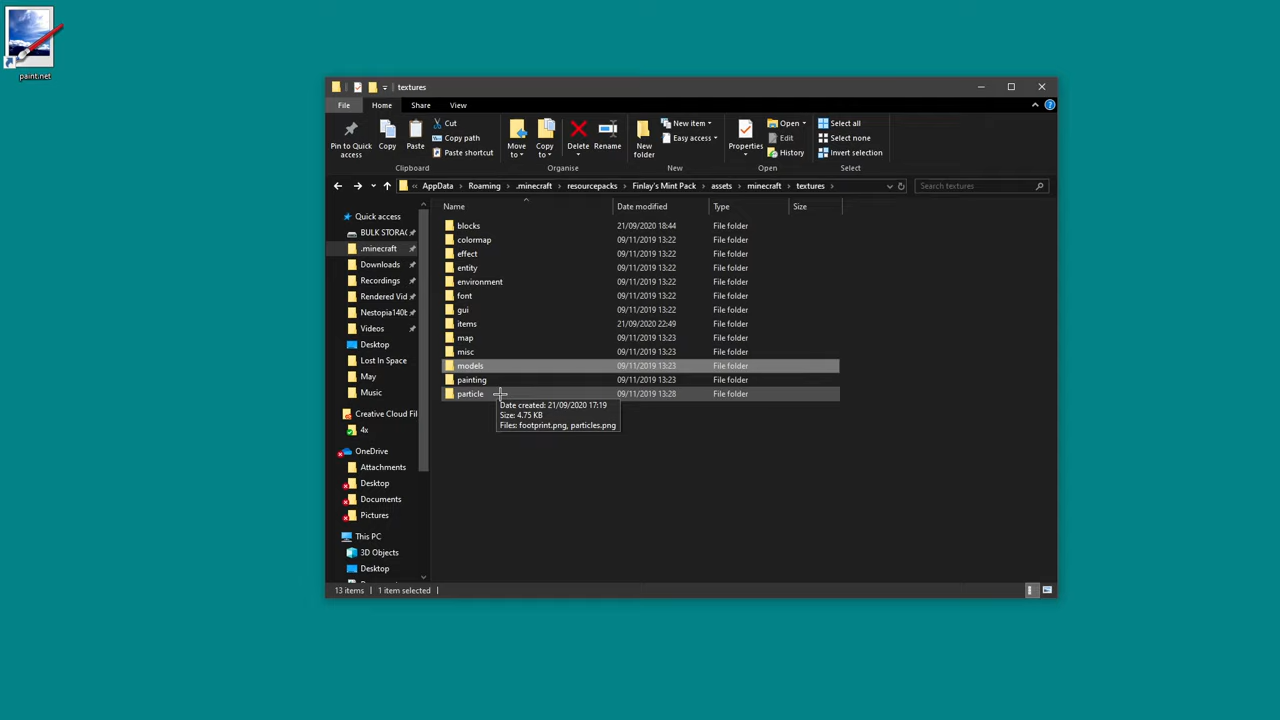 paint.net
textures
File Home Share View
Pin to Quick access
Copy
Paste
Cut
Copy path
Paste shortcut
Clipboard
Move to
Copy to
Delete
Rename
Organise
New folder
New item
Easy access
New
Properties
Open
Edit
History
Open
Select all
Select none
Invert selection
Select
« AppData › Roaming › .minecraft › resourcepacks › Finlay's Mint Pack › assets › minecraft › textures ›
Search textures
Name Date modified Type Size
Quick access
BULK STORAG
.minecraft
Downloads
Recordings
Rendered Vid
Nestopia140b
Videos
Desktop
Lost In Space
May
Music
Creative Cloud Fil
4x
OneDrive
Attachments
Desktop
Documents
Pictures
This PC
3D Objects
Desktop
blocks 21/09/2020 18:44 File folder
colormap 09/11/2019 13:22 File folder
effect 09/11/2019 13:22 File folder
entity 09/11/2019 13:22 File folder
environment 09/11/2019 13:22 File folder
font 09/11/2019 13:22 File folder
gui 09/11/2019 13:22 File folder
items 21/09/2020 22:49 File folder
map 09/11/2019 13:23 File folder
misc 09/11/2019 13:23 File folder
models 09/11/2019 13:23 File folder
painting 09/11/2019 13:23 File folder
particle 09/11/2019 13:28 File folder
Date created: 21/09/2020 17:19
Size: 4.75 KB
Files: footprint.png, particles.png
13 items 1 item selected